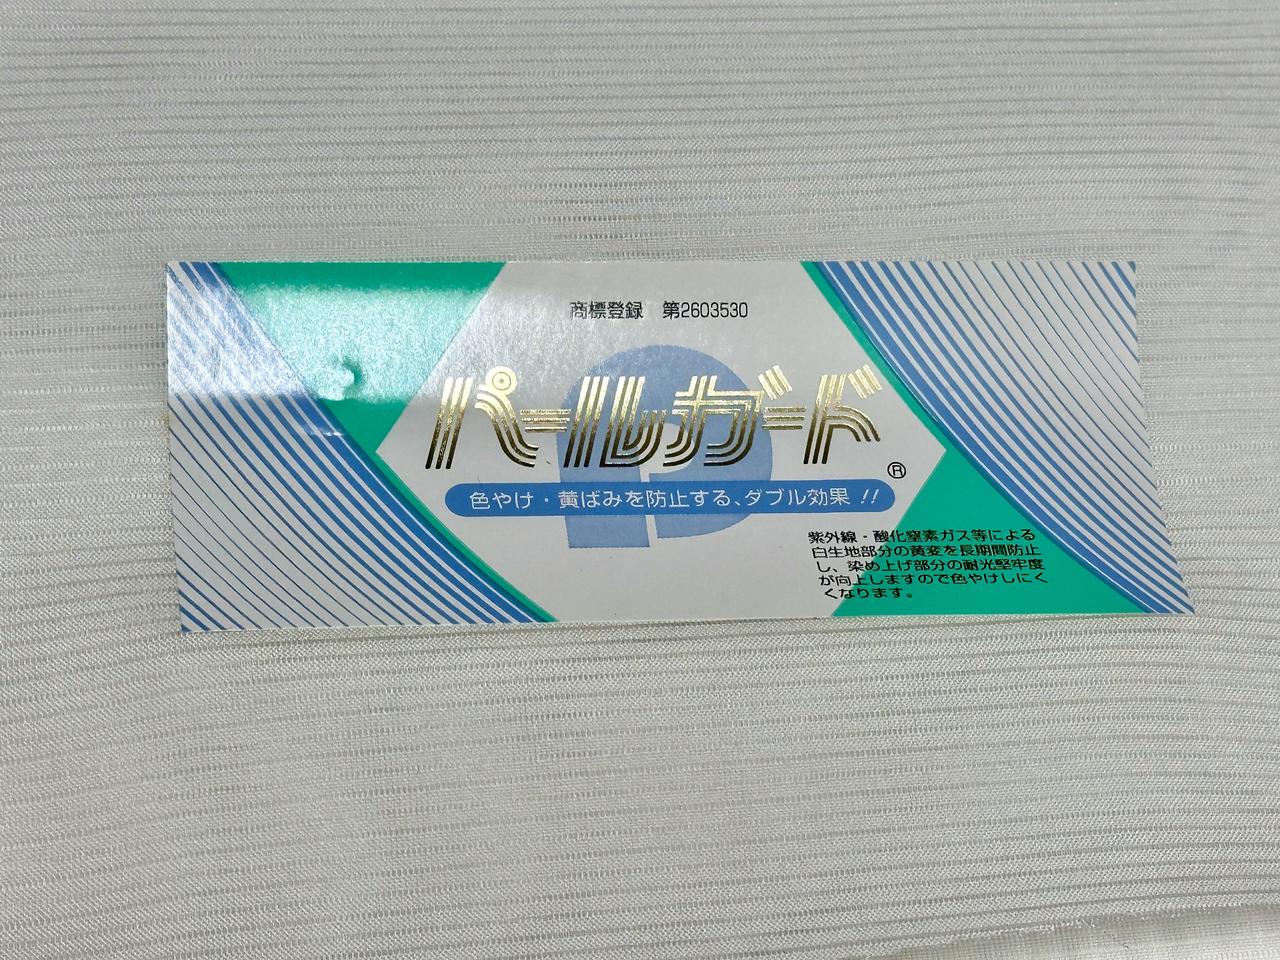 商標登録　第2603530
パールガード
®
色やけ・黄ばみを防止する、ダブル効果!!
紫外線・酸化窒素ガス等による
白生地部分の黄変を長期間防止
し、染め上げ部分の耐光堅牢度
が向上しますので色やけしにく
くなります。